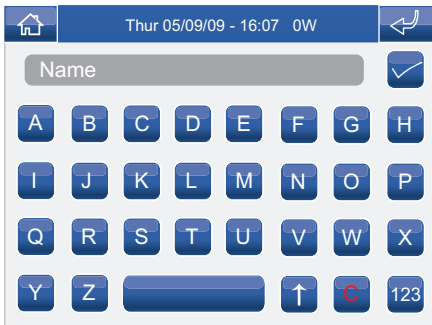 Thur 05/09/09 - 16:07 0W
Name
A B C D E F G H
I J K L M N O P
Q R S T U V W X
Y Z ↑ C 123